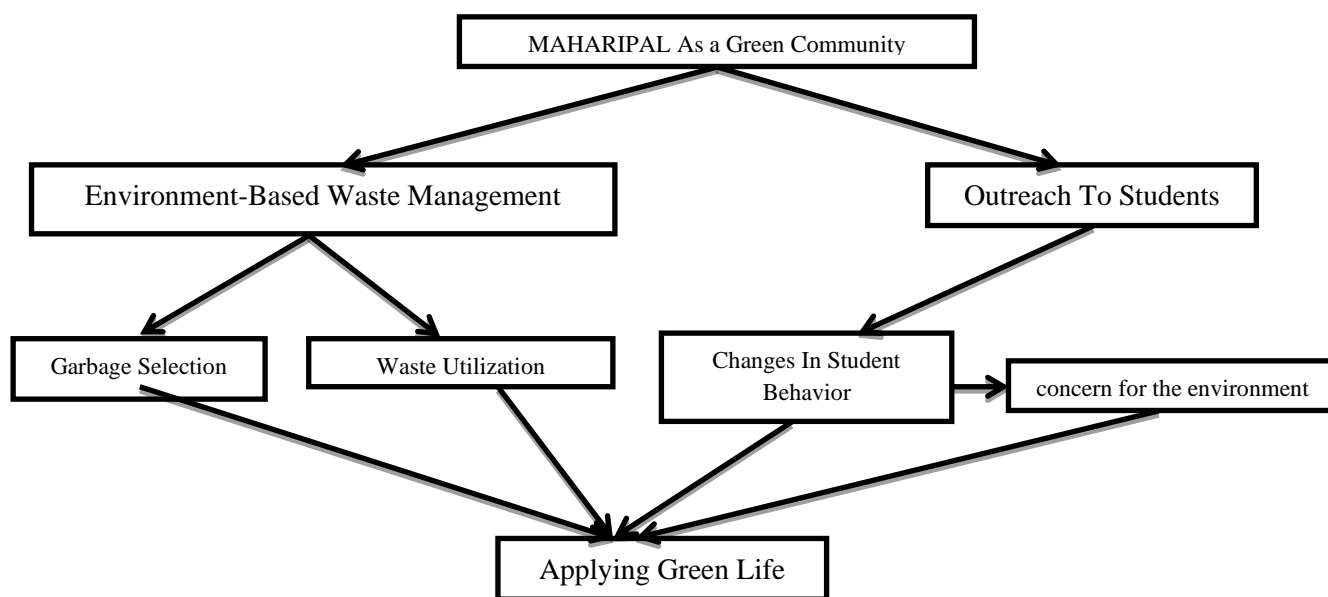 MAHARIPAL As a Green Community
Environment-Based Waste Management
Outreach To Students
Garbage Selection
Waste Utilization
Changes In Student
Behavior
concern for the environment
Applying Green Life